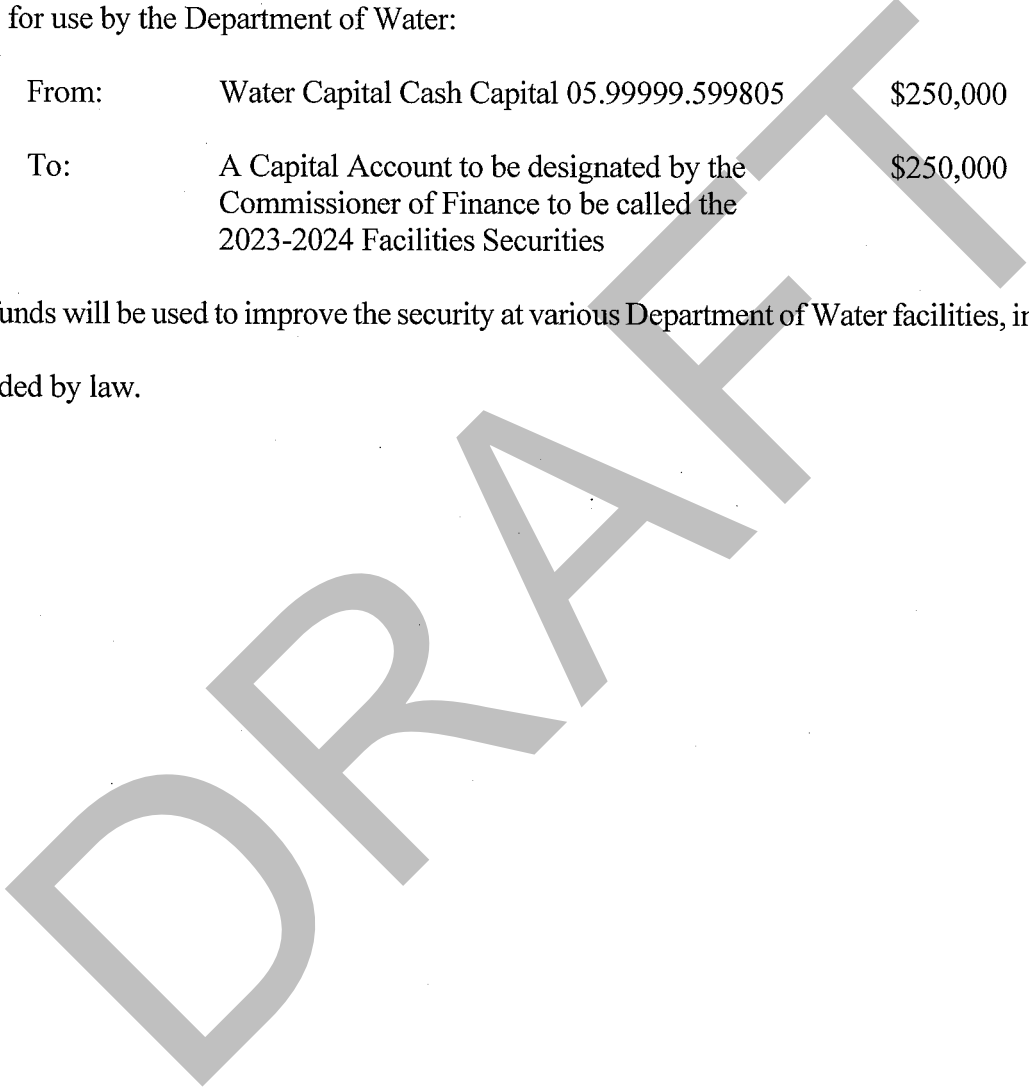 for use by the Department of Water:
From: Water Capital Cash Capital 05.99999.599805 $250,000
To: A Capital Account to be designated by the $250,000
Commissioner of Finance to be called the
2023-2024 Facilities Securities
unds will be used to improve the security at various Department of Water facilities, in
ded by law.
DRAFT